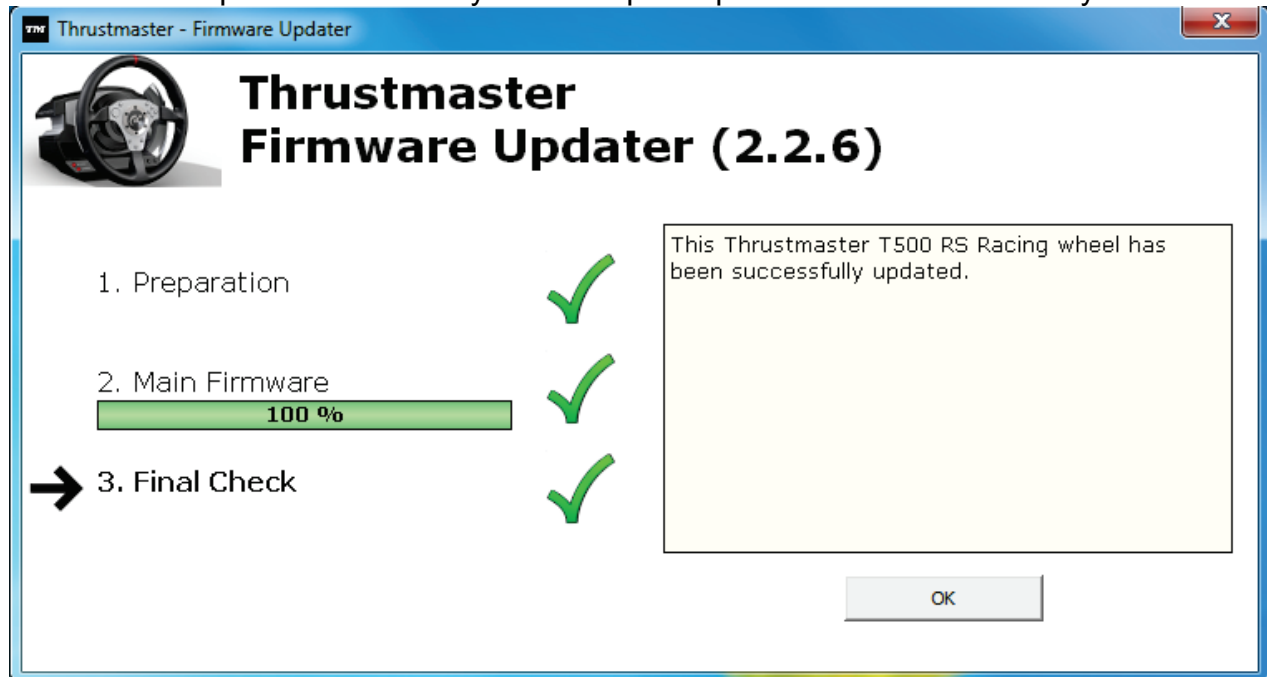 Thrustmaster - Firmware Updater
X
Thrustmaster
Firmware Updater (2.2.6)
1. Preparation
2. Main Firmware
100 %
3. Final Check
This Thrustmaster T500 RS Racing wheel has
been successfully updated.
OK